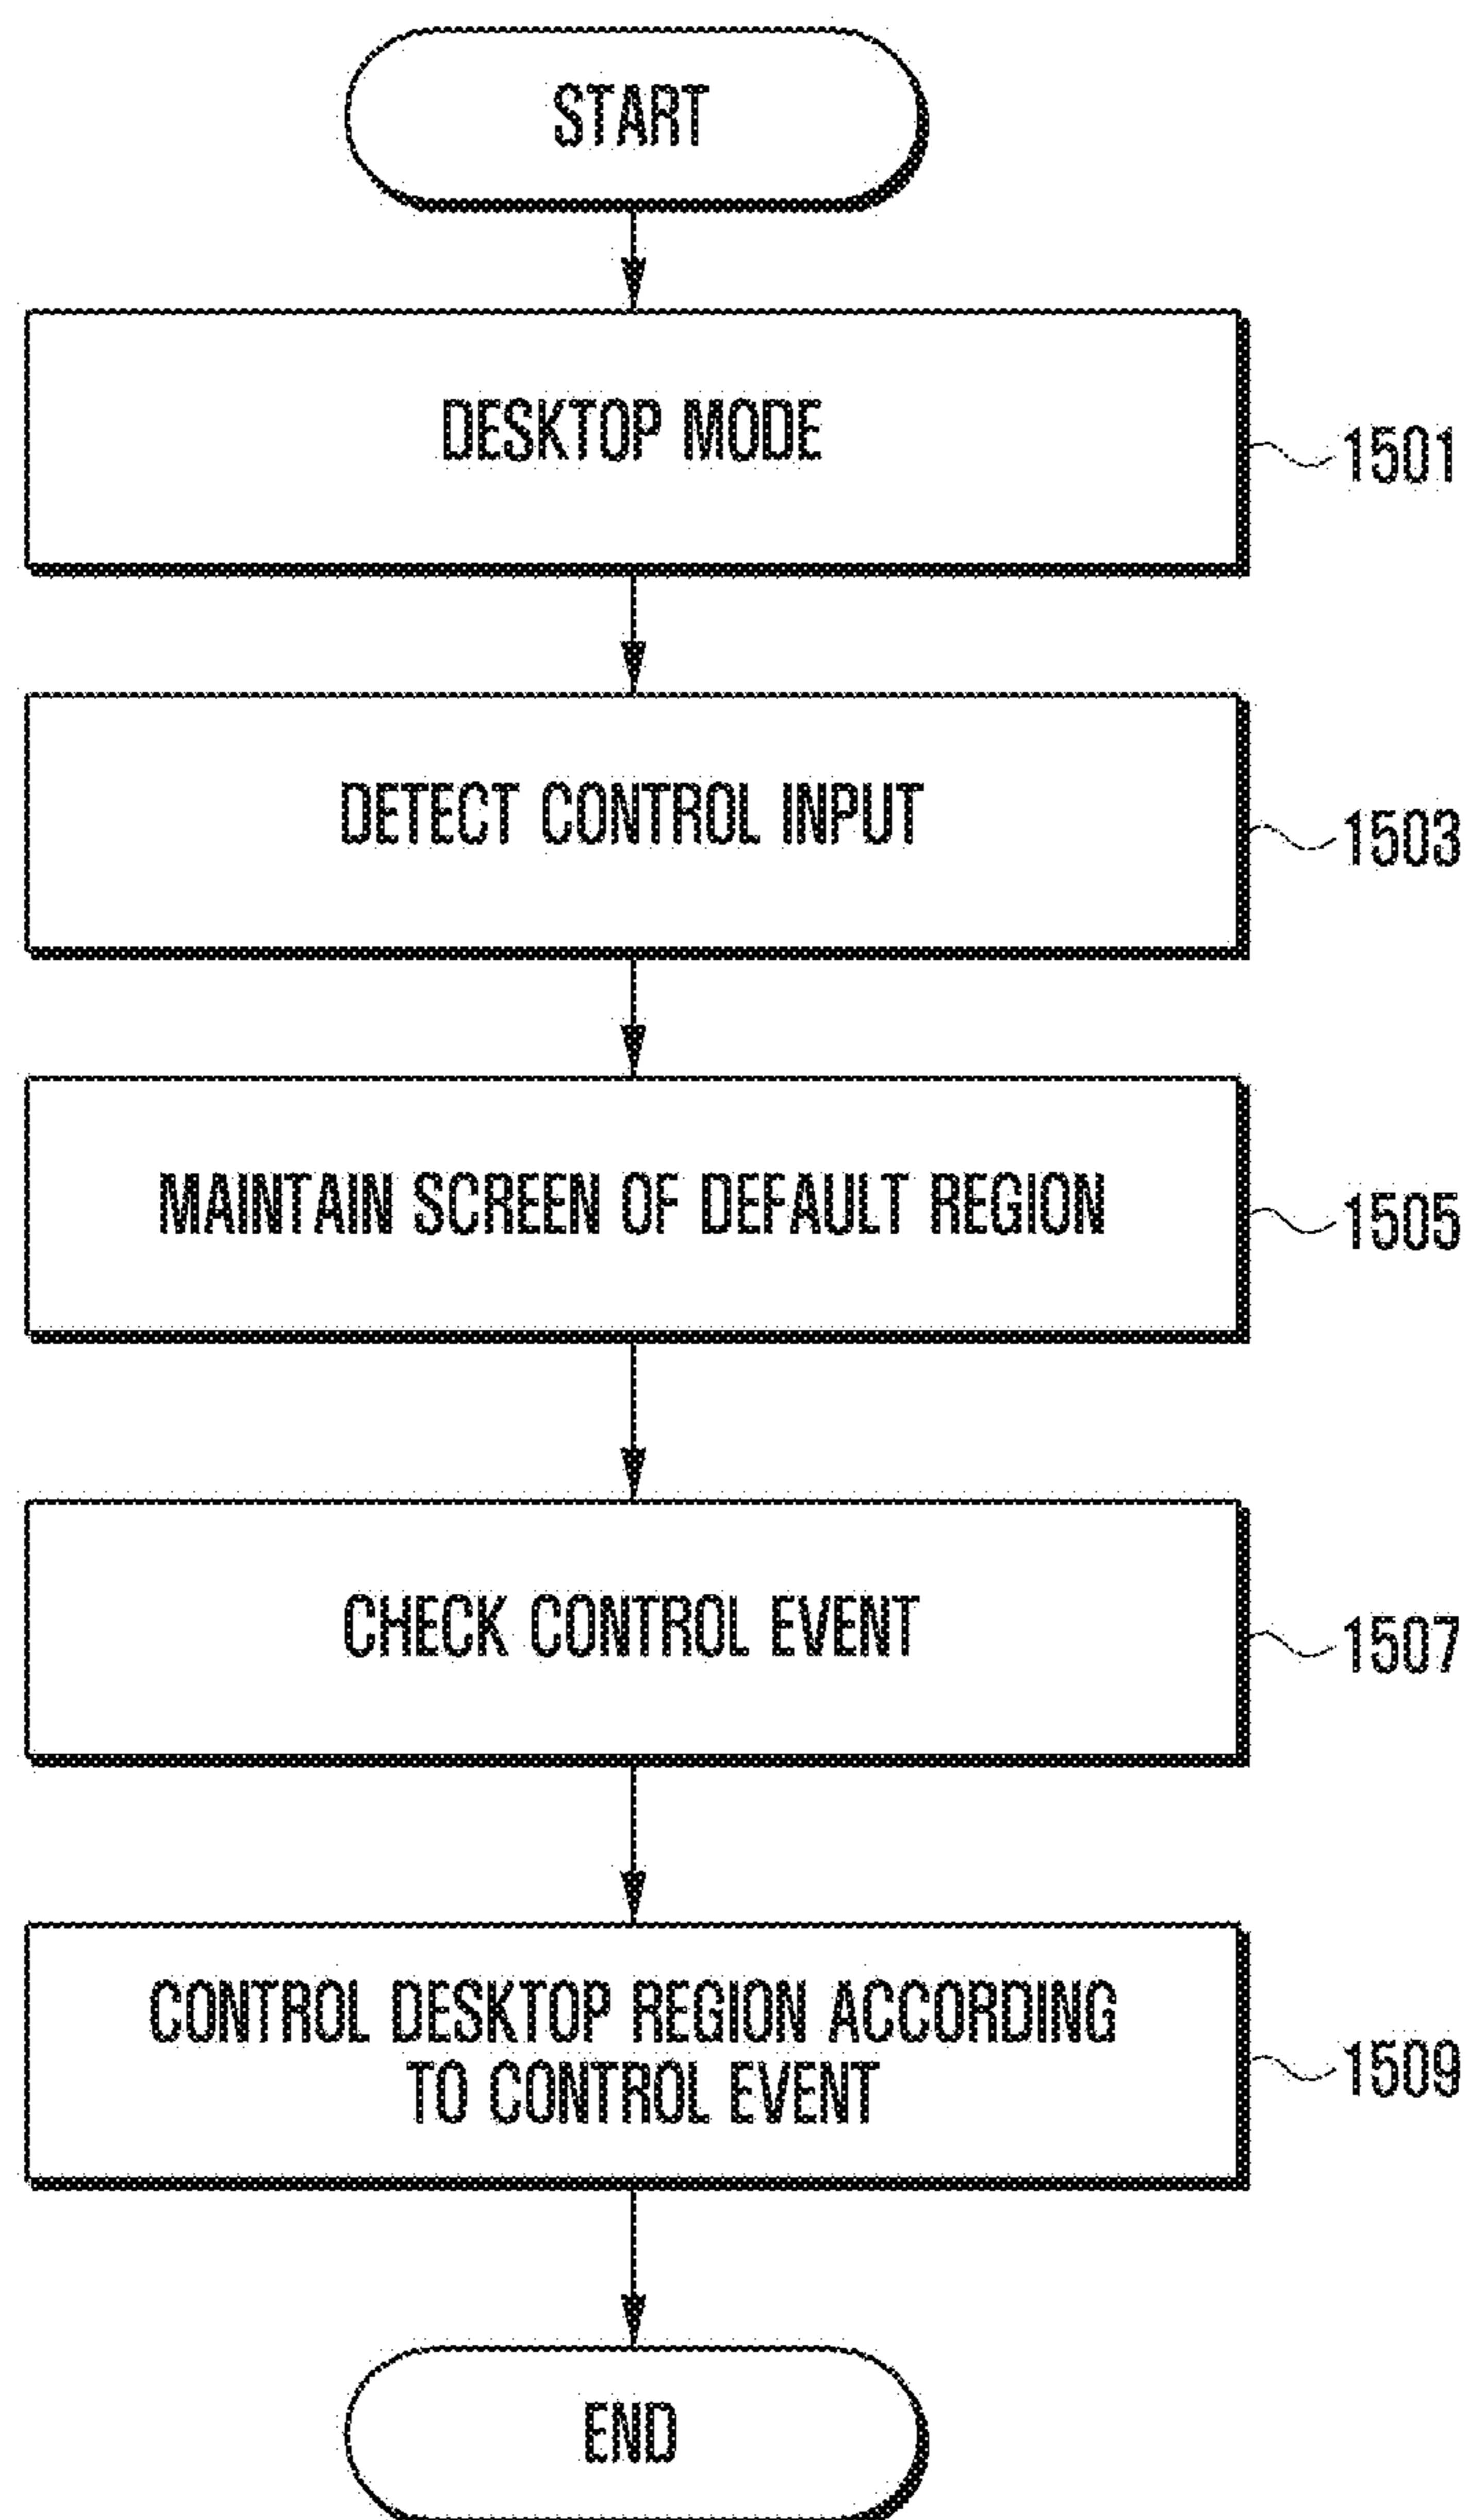 START
DESKTOP MODE
1501
DETECT CONTROL INPUT
1503
MAINTAIN SCREEN OF DEFAULT REGION
1505
CHECK CONTROL EVENT
1507
CONTROL DESKTOP REGION ACCORDING
TO CONTROL EVENT
1509
END